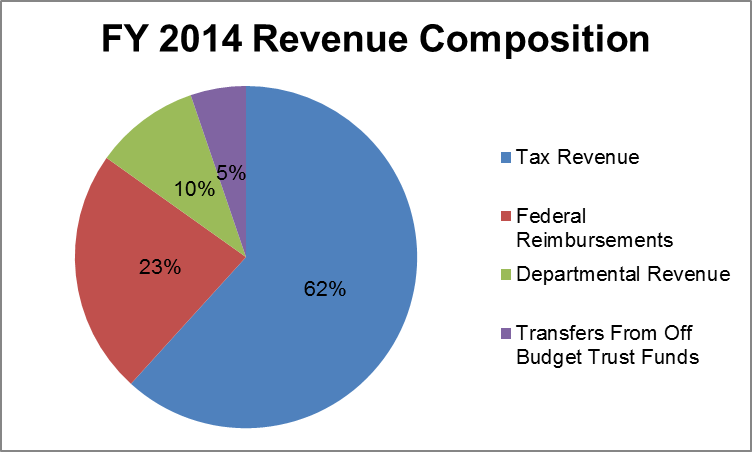 FY 2014 Revenue Composition
5%
10%
23%
62%
Tax Revenue
Federal
Reimbursements
Departmental Revenue
Transfers From Off
Budget Trust Funds